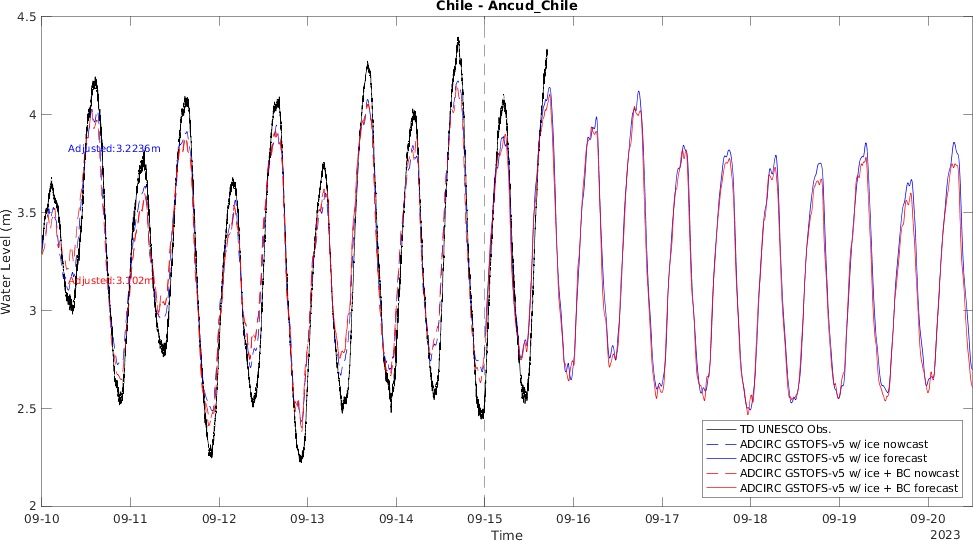 Chile - Ancud_Chile
4.5
4
3.5
3
2.5
2
Water Level (m)
Adjusted:3.2236m
Adjusted:3.102m
TD UNESCO Obs.
ADCIRC GSTOFS-v5 w/ ice nowcast
ADCIRC GSTOFS-v5 w/ ice forecast
ADCIRC GSTOFS-v5 w/ ice + BC nowcast
ADCIRC GSTOFS-v5 w/ ice + BC forecast
09-10 09-11 09-12 09-13 09-14 09-15 09-16 09-17 09-18 09-19 09-20
Time
2023